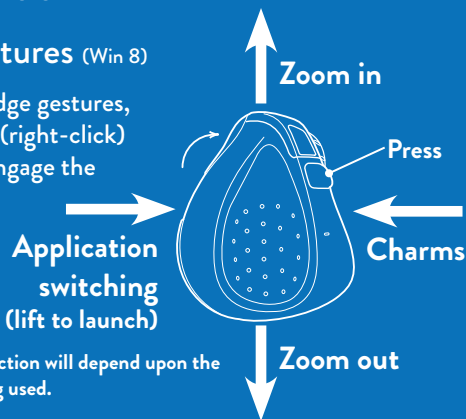 tures (Win 8)
dge gestures,
(right-click)
ngage the
Zoom in
Press
Application
switching
(lift to launch)
Charms
Zoom out
ction will depend upon the
g used.